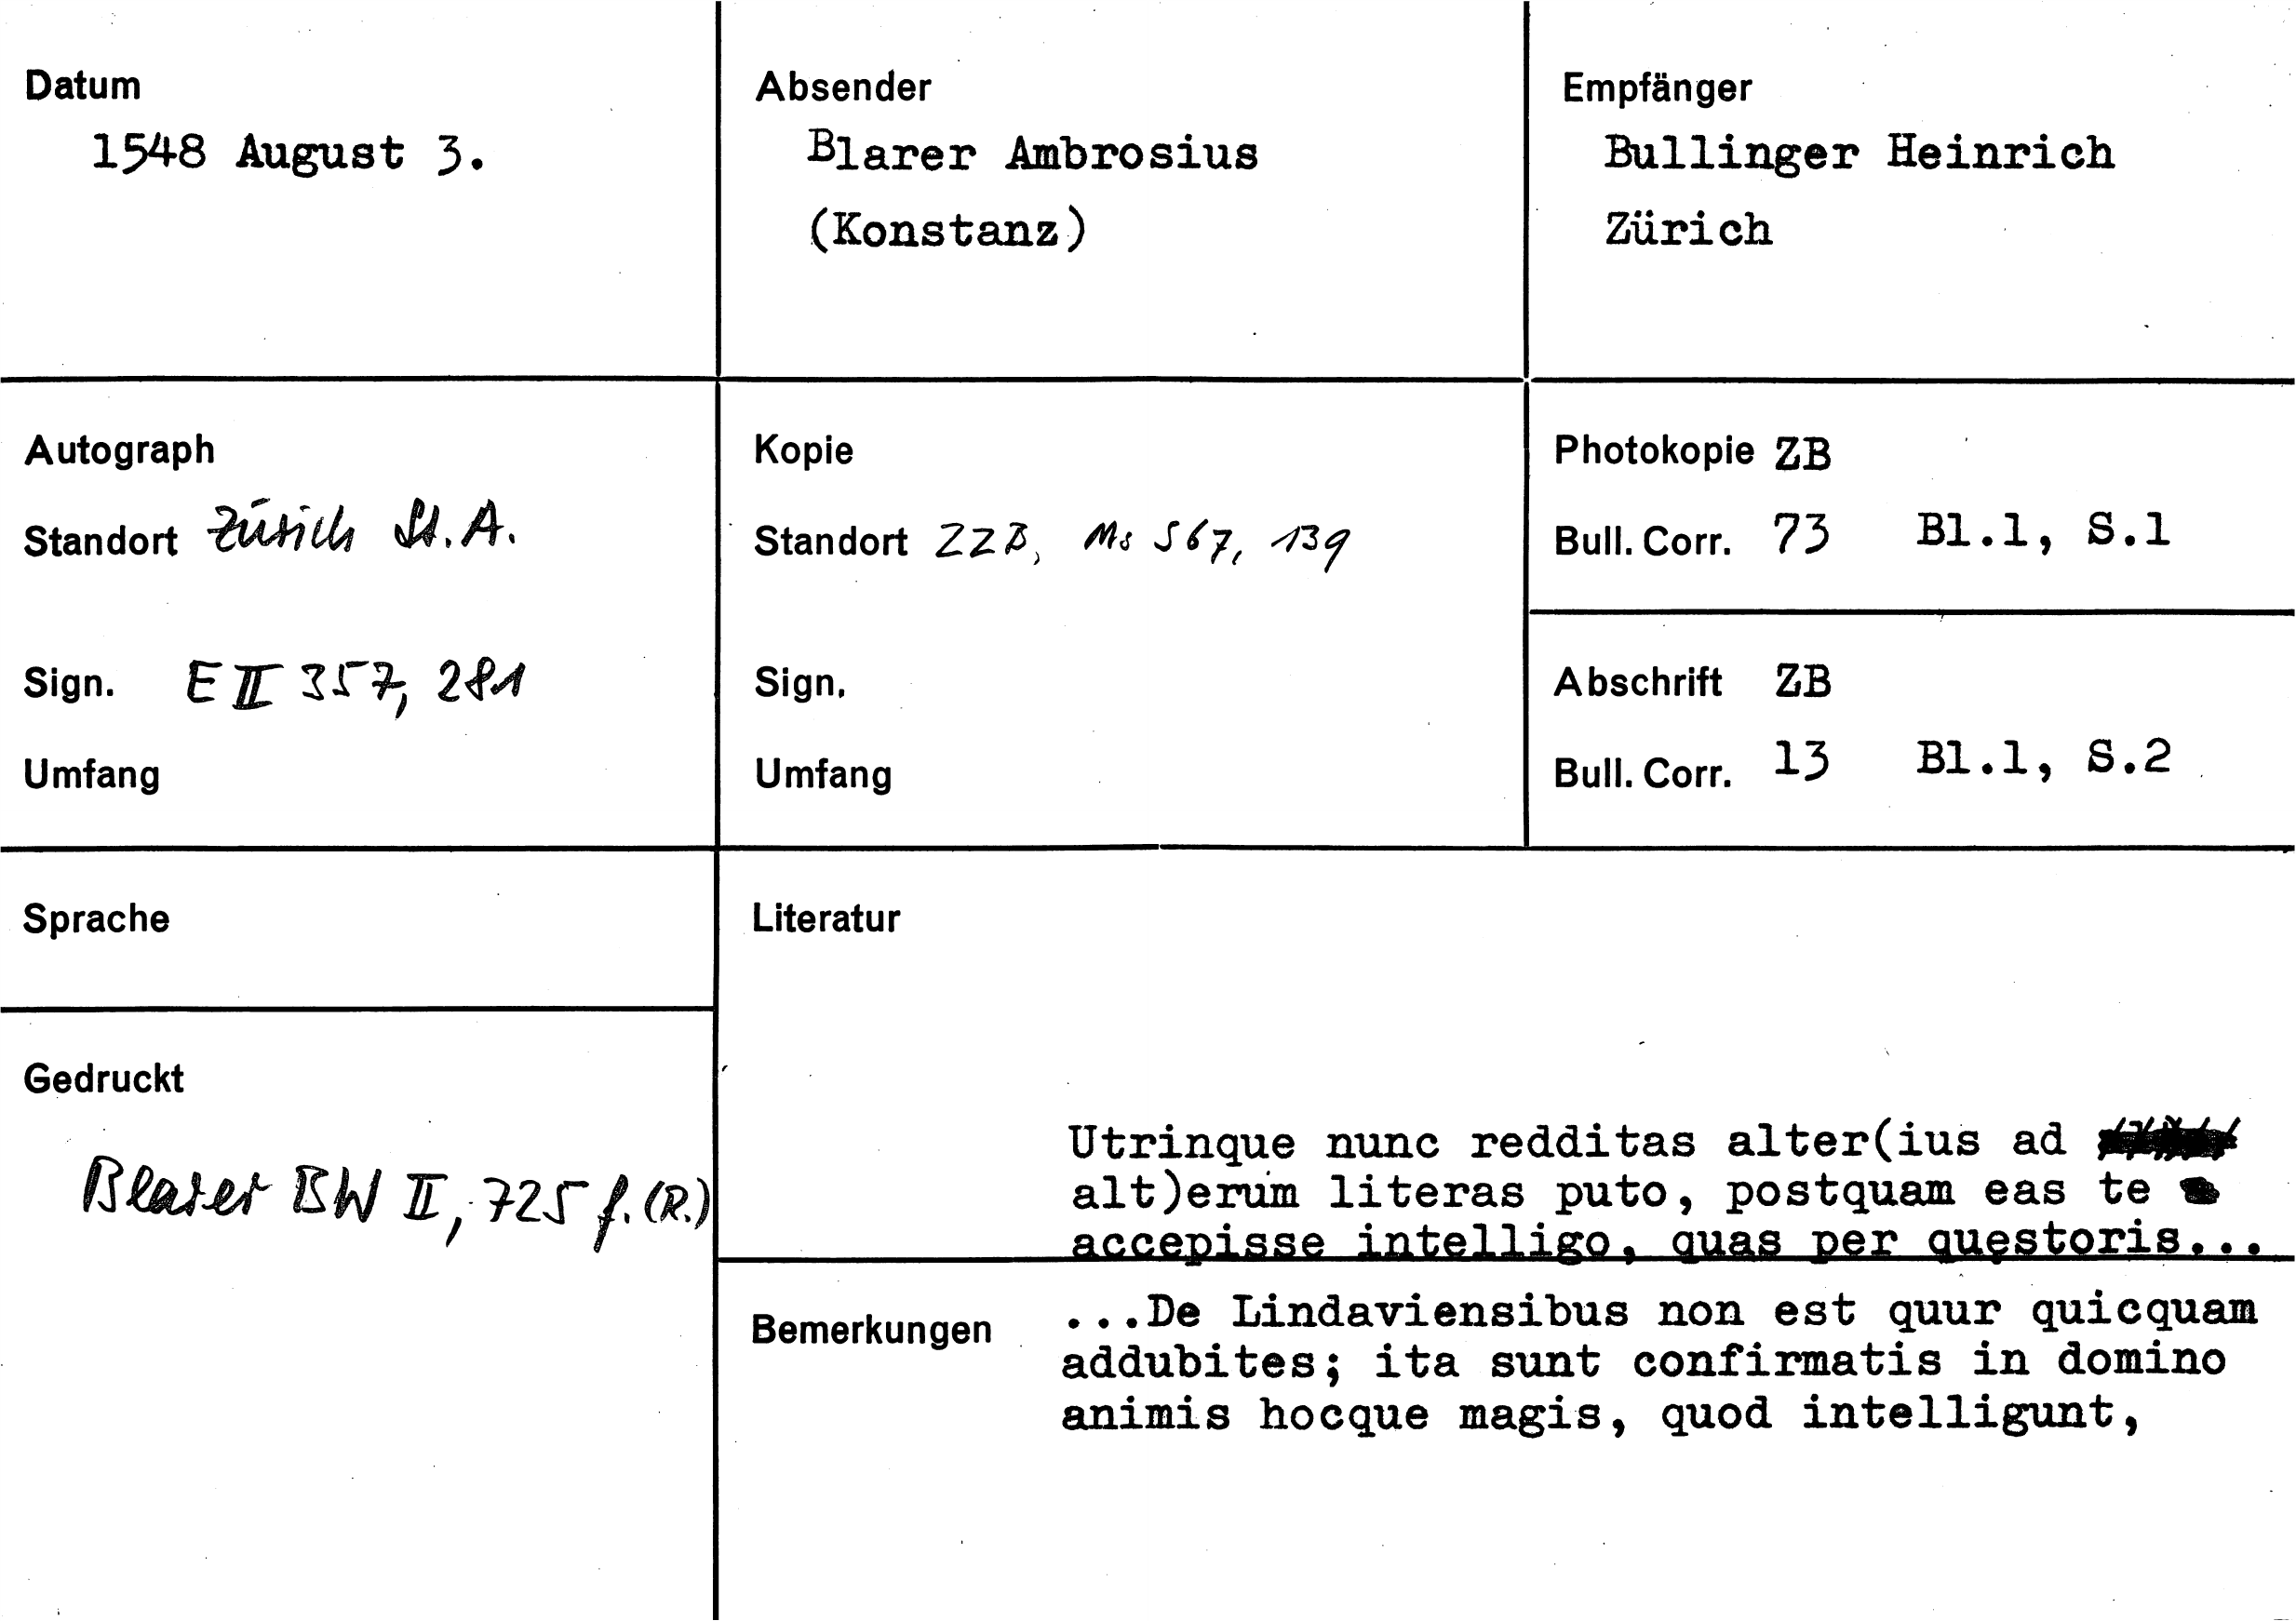 Datum
1548 August 3.
Absender
Blarer Ambrosius
(Konstanz)
Empfänger
Bullinger Heinrich
Zürich
Autograph
Standort Zürich St.A.
Sign. E II 357, 281
Umfang
Kopie
Standort ZZB, Ms S67, 139
Sign.
Umfang
Photokopie ZB
Bull. Corr. 73 Bl.1, S.1
Abschrift ZB
Bull. Corr. 13 Bl.1, S.2
Sprache
Gedruckt
Blarer BW II, 725 f. (R.)
Literatur
Utrinque nunc redditas alter(ius ad
alt)erum literas puto, postquam eas te
accepisse intelligo, quas per questoris...
Bemerkungen
...De Lindaviensibus non est quur quicquam
addubites; ita sunt confirmatis in domino
animis hocque magis, quod intelligunt,